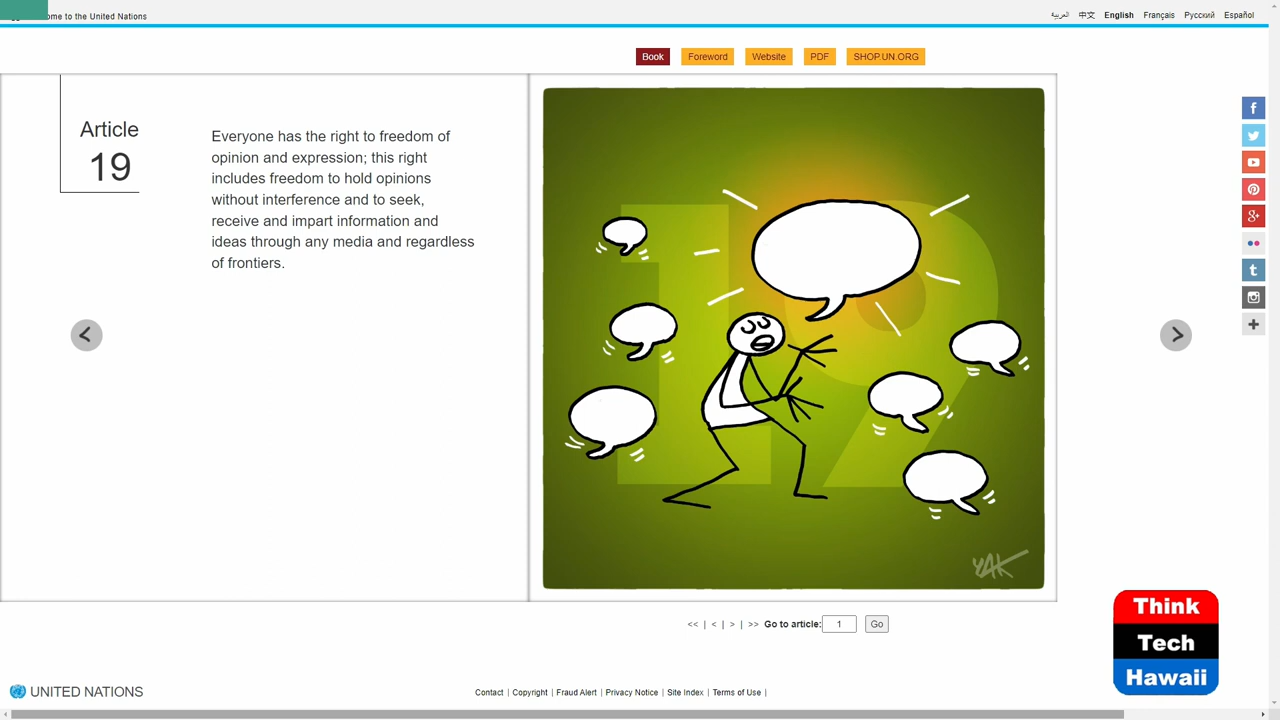 ome to the United Nations
العربية 中文 English Français Русский Español
Book Foreword Website PDF SHOP.UN.ORG
Article
19
Everyone has the right to freedom of
opinion and expression; this right
includes freedom to hold opinions
without interference and to seek,
receive and impart information and
ideas through any media and regardless
of frontiers.
19
YAK
<< | < | > | >> Go to article: 1 Go
Think
Tech
Hawaii
UNITED NATIONS
Contact | Copyright | Fraud Alert | Privacy Notice | Site Index | Terms of Use |